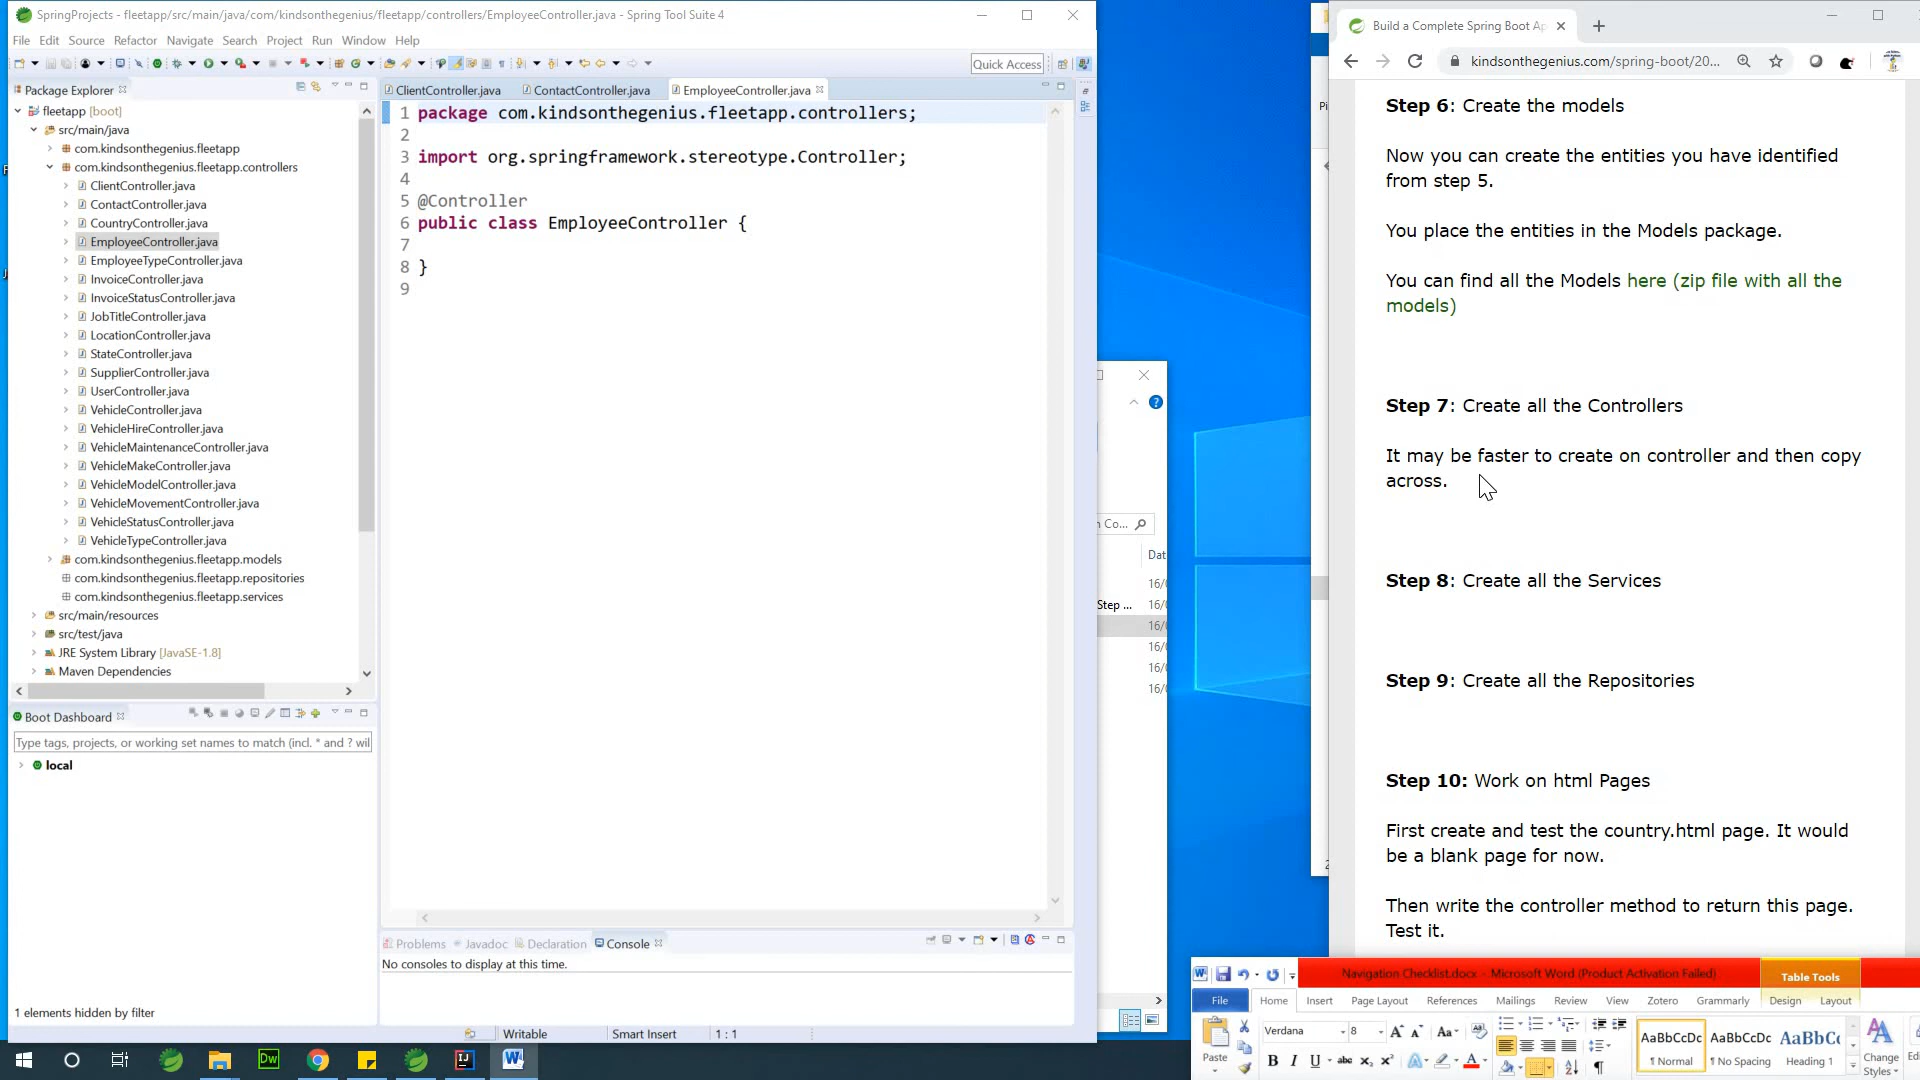 SpringProjects - fleetapp/src/main/java/com/kindsonthegenius/fleetapp/controllers/EmployeeController.java - Spring Tool Suite 4
File Edit Source Refactor Navigate Search Project Run Window Help
Quick Access
Package Explorer
fleetapp [boot]
src/main/java
com.kindsonthegenius.fleetapp
com.kindsonthegenius.fleetapp.controllers
ClientController.java
ContactController.java
CountryController.java
EmployeeController.java
EmployeeTypeController.java
InvoiceController.java
InvoiceStatusController.java
JobTitleController.java
LocationController.java
StateController.java
SupplierController.java
UserController.java
VehicleController.java
VehicleHireController.java
VehicleMaintenanceController.java
VehicleMakeController.java
VehicleModelController.java
VehicleMovementController.java
VehicleStatusController.java
VehicleTypeController.java
com.kindsonthegenius.fleetapp.models
com.kindsonthegenius.fleetapp.repositories
com.kindsonthegenius.fleetapp.services
src/main/resources
src/test/java
JRE System Library [JavaSE-1.8]
Maven Dependencies
Boot Dashboard
Type tags, projects, or working set names to match (incl. * and ? wil
local
1 elements hidden by filter
ClientController.java ContactController.java EmployeeController.java
1 package com.kindsonthegenius.fleetapp.controllers;
2
3 import org.springframework.stereotype.Controller;
4
5 @Controller
6 public class EmployeeController {
7
8 }
9
Problems Javadoc Declaration Console
No consoles to display at this time.
Writable Smart Insert 1 : 1
n Co...
Dat
16/
Step ... 16/
16/
16/
16/
16/
Build a Complete Spring Boot Ap
kindsonthegenius.com/spring-boot/20...
Step 6: Create the models
Now you can create the entities you have identified
from step 5.
You place the entities in the Models package.
You can find all the Models here (zip file with all the
models)
Step 7: Create all the Controllers
It may be faster to create on controller and then copy
across.
Step 8: Create all the Services
Step 9: Create all the Repositories
Step 10: Work on html Pages
First create and test the country.html page. It would
be a blank page for now.
Then write the controller method to return this page.
Test it.
Navigation Checklist.docx - Microsoft Word (Product Activation Failed)
Table Tools
File Home Insert Page Layout References Mailings Review View Zotero Grammarly Design Layout
Paste
Verdana 8
AaBbCcDc AaBbCcDc AaBbCc
¶ Normal ¶ No Spacing Heading 1
Change
Styles